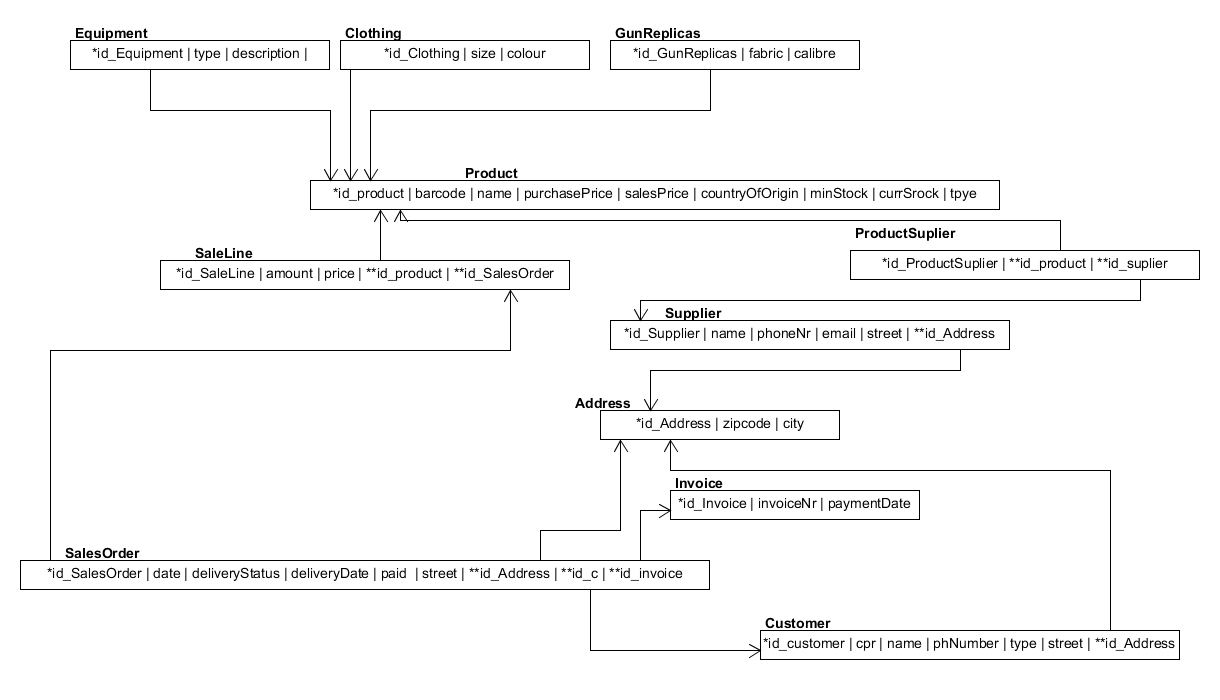 Equipment
*id_Equipment | type | description |
Clothing
*id_Clothing | size | colour
GunReplicas
*id_GunReplicas | fabric | calibre
Product
*id_product | barcode | name | purchasePrice | salesPrice | countryOfOrigin | minStock | currSrock | tpye
ProductSuplier
*id_ProductSuplier | **id_product | **id_suplier
SaleLine
*id_SaleLine | amount | price | **id_product | **id_SalesOrder
Supplier
*id_Supplier | name | phoneNr | email | street | **id_Address
Address
*id_Address | zipcode | city
Invoice
*id_Invoice | invoiceNr | paymentDate
SalesOrder
*id_SalesOrder | date | deliveryStatus | deliveryDate | paid | street | **id_Address | **id_c | **id_invoice
Customer
*id_customer | cpr | name | phNumber | type | street | **id_Address